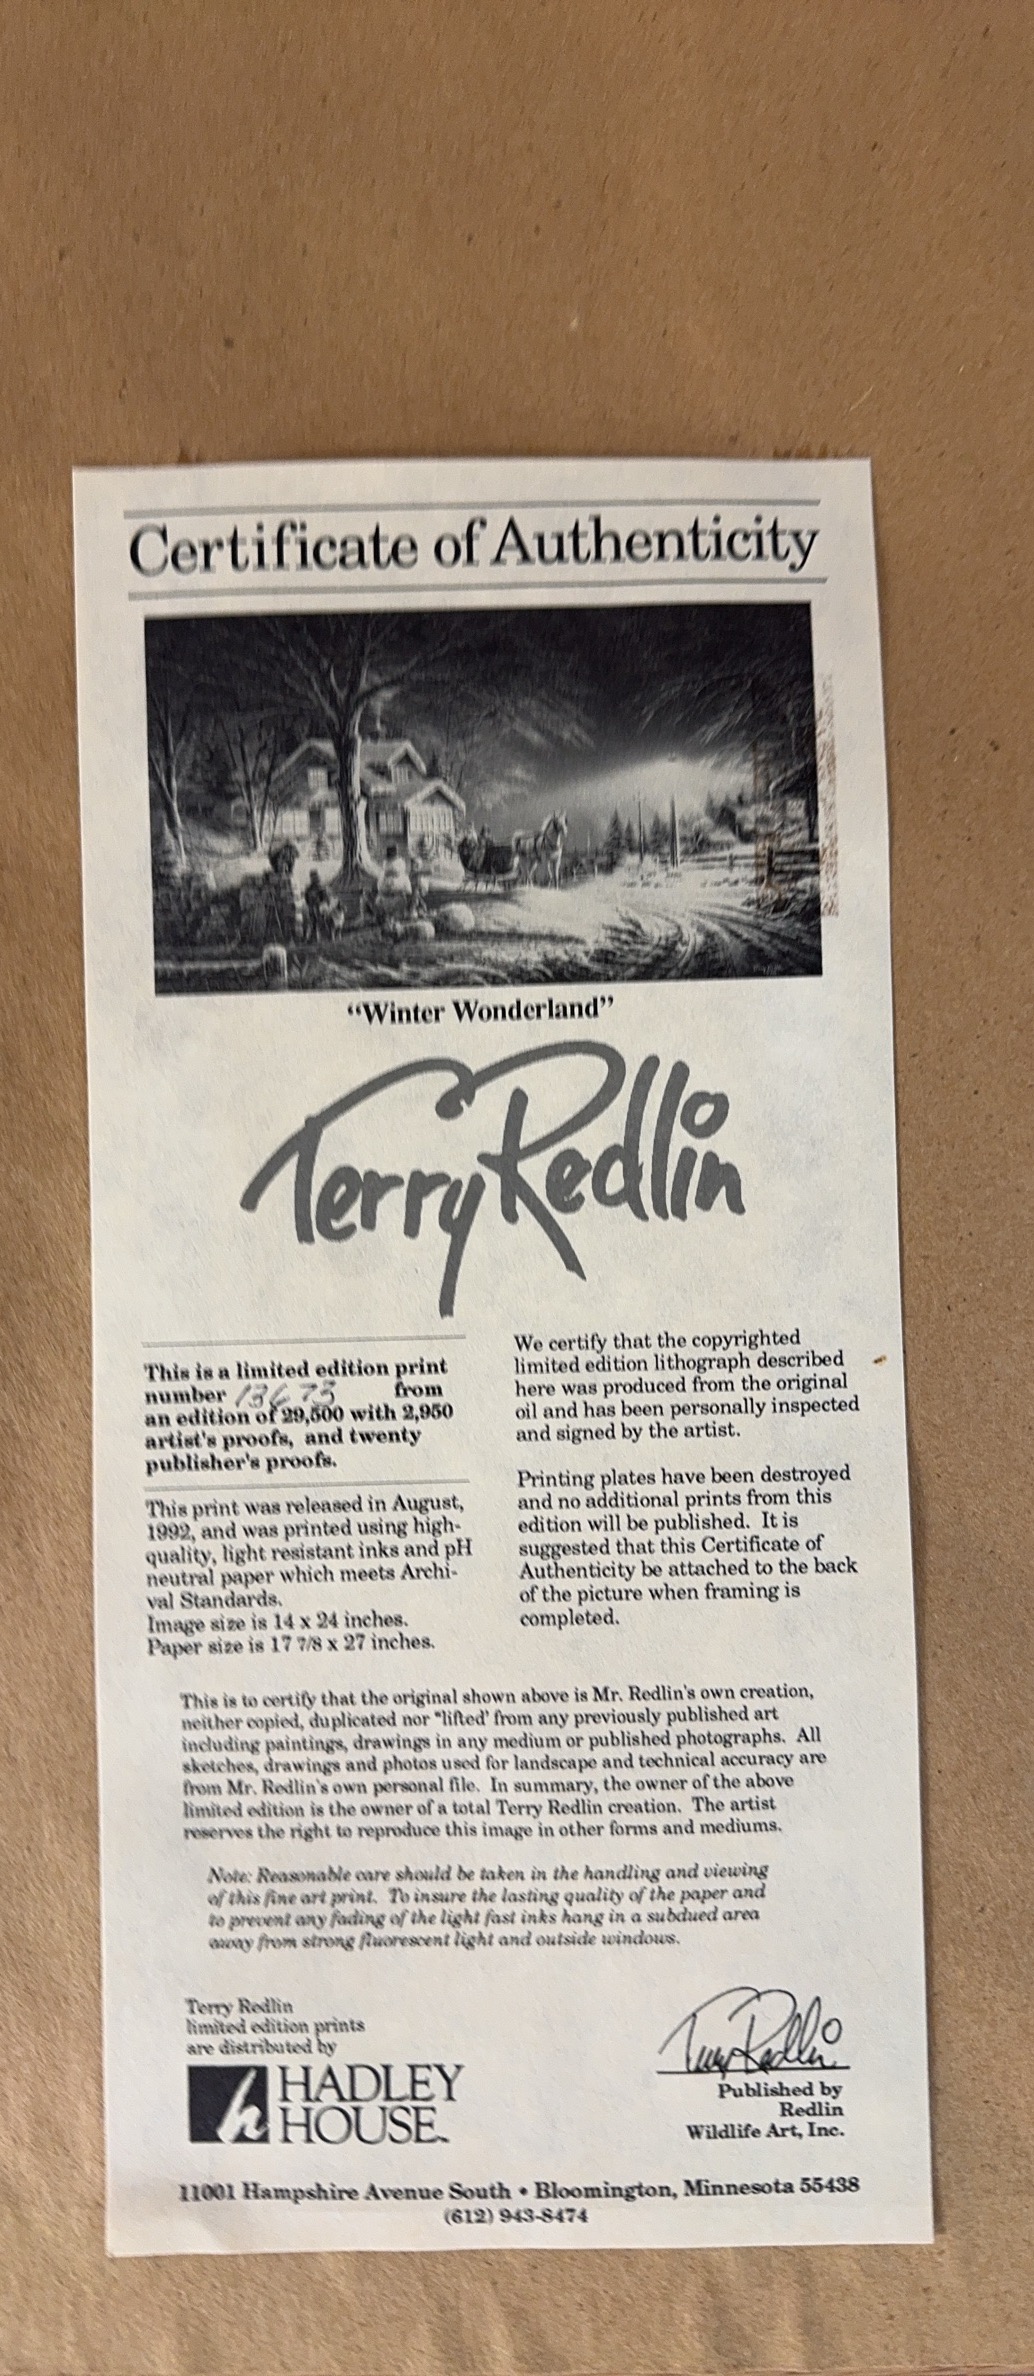 Certificate of Authenticity
“Winter Wonderland”
Terry Redlin
This is a limited edition print
number 13673 from
an edition of 29,500 with 2,950
artist's proofs, and twenty
publisher's proofs.
This print was released in August,
1992, and was printed using high-
quality, light resistant inks and pH
neutral paper which meets Archi-
val Standards.
Image size is 14 x 24 inches.
Paper size is 17 7/8 x 27 inches.
We certify that the copyrighted
limited edition lithograph described
here was produced from the original
oil and has been personally inspected
and signed by the artist.
Printing plates have been destroyed
and no additional prints from this
edition will be published. It is
suggested that this Certificate of
Authenticity be attached to the back
of the picture when framing is
completed.
This is to certify that the original shown above is Mr. Redlin's own creation,
neither copied, duplicated nor "lifted' from any previously published art
including paintings, drawings in any medium or published photographs. All
sketches, drawings and photos used for landscape and technical accuracy are
from Mr. Redlin's own personal file. In summary, the owner of the above
limited edition is the owner of a total Terry Redlin creation. The artist
reserves the right to reproduce this image in other forms and mediums.
Note: Reasonable care should be taken in the handling and viewing
of this fine art print. To insure the lasting quality of the paper and
to prevent any fading of the light fast inks hang in a subdued area
away from strong fluorescent light and outside windows.
Terry Redlin
limited edition prints
are distributed by
h HADLEY
HOUSE
Terry Redlin
Published by
Redlin
Wildlife Art, Inc.
11001 Hampshire Avenue South • Bloomington, Minnesota 55438
(612) 943-8474